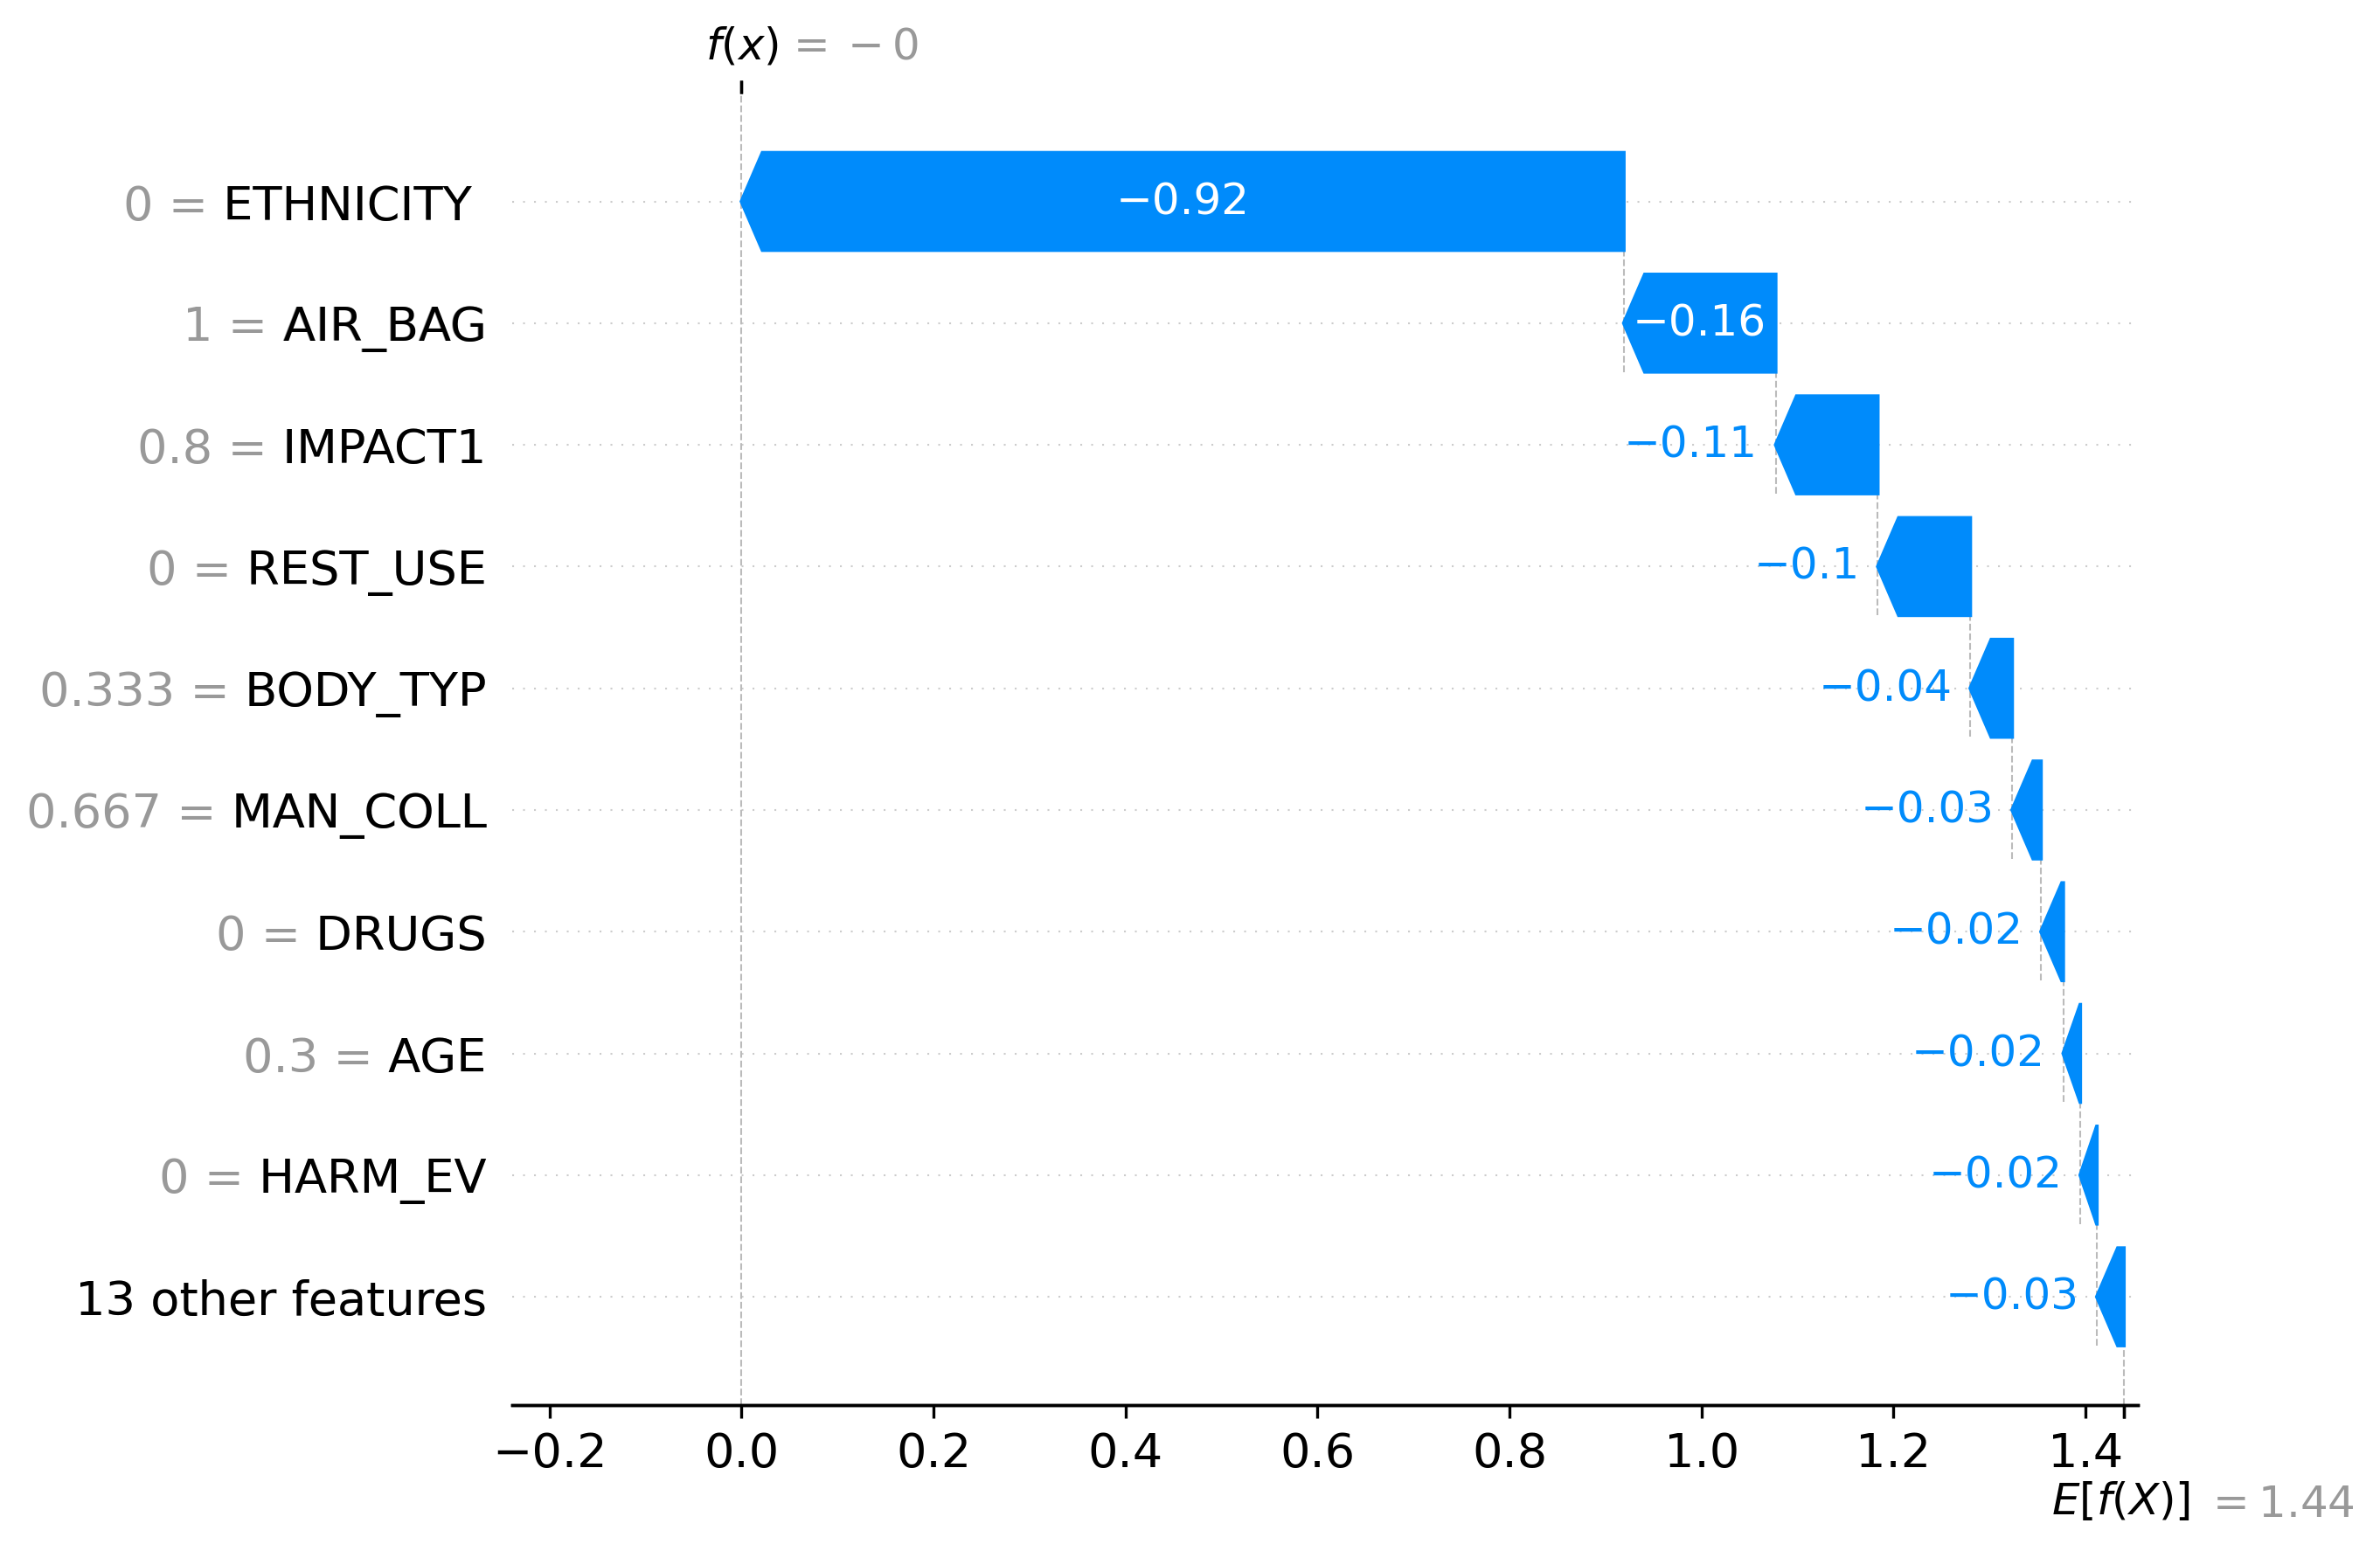 f(x) = − 0
0 = ETHNICITY −0.92
1 = AIR_BAG −0.16
0.8 = IMPACT1 −0.11
0 = REST_USE −0.1
0.333 = BODY_TYP −0.04
0.667 = MAN_COLL −0.03
0 = DRUGS −0.02
0.3 = AGE −0.02
0 = HARM_EV −0.02
13 other features −0.03
−0.2 0.0 0.2 0.4 0.6 0.8 1.0 1.2 1.4
E[f(X)] = 1.44